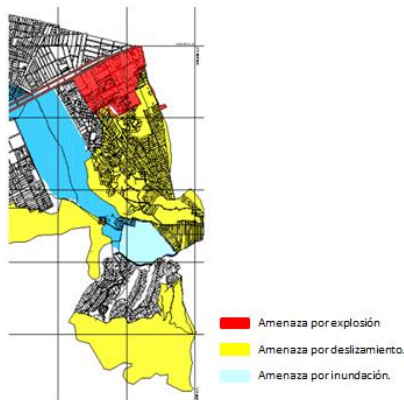 Amenaza por explosión
Amenaza por deslizamiento.
Amenaza por inundación.